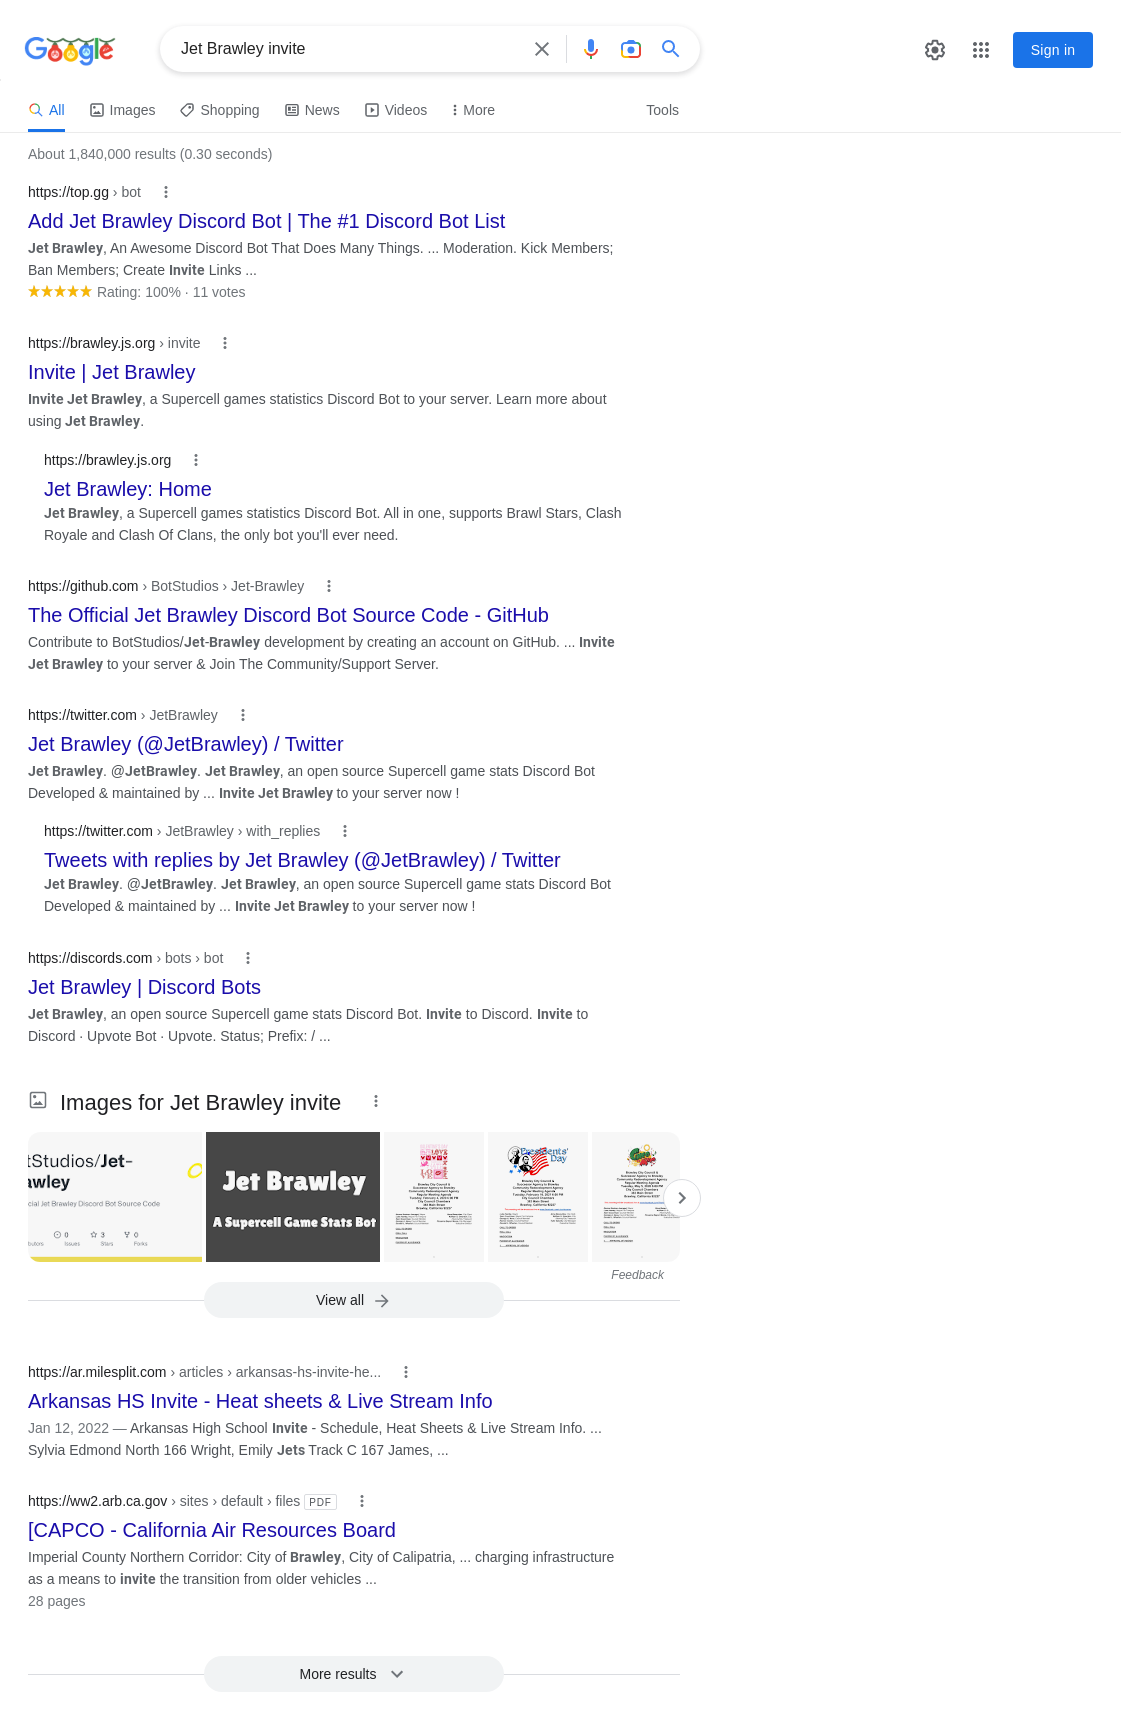 Google
Jet Brawley invite
Sign in
All
Images
Shopping
News
Videos
More
Tools
About 1,840,000 results (0.30 seconds)
https://top.gg › bot
Add Jet Brawley Discord Bot | The #1 Discord Bot List
Jet Brawley, An Awesome Discord Bot That Does Many Things. ... Moderation. Kick Members;
Ban Members; Create Invite Links ...
Rating: 100% · 11 votes
https://brawley.js.org › invite
Invite | Jet Brawley
Invite Jet Brawley, a Supercell games statistics Discord Bot to your server. Learn more about
using Jet Brawley.
https://brawley.js.org
Jet Brawley: Home
Jet Brawley, a Supercell games statistics Discord Bot. All in one, supports Brawl Stars, Clash
Royale and Clash Of Clans, the only bot you'll ever need.
https://github.com › BotStudios › Jet-Brawley
The Official Jet Brawley Discord Bot Source Code - GitHub
Contribute to BotStudios/Jet-Brawley development by creating an account on GitHub. ... Invite
Jet Brawley to your server & Join The Community/Support Server.
https://twitter.com › JetBrawley
Jet Brawley (@JetBrawley) / Twitter
Jet Brawley. @JetBrawley. Jet Brawley, an open source Supercell game stats Discord Bot
Developed & maintained by ... Invite Jet Brawley to your server now !
https://twitter.com › JetBrawley › with_replies
Tweets with replies by Jet Brawley (@JetBrawley) / Twitter
Jet Brawley. @JetBrawley. Jet Brawley, an open source Supercell game stats Discord Bot
Developed & maintained by ... Invite Jet Brawley to your server now !
https://discords.com › bots › bot
Jet Brawley | Discord Bots
Jet Brawley, an open source Supercell game stats Discord Bot. Invite to Discord. Invite to
Discord · Upvote Bot · Upvote. Status; Prefix: / ...
Images for Jet Brawley invite
tStudios/Jet-
awley
cial Jet Brawley Discord Bot Source Code
0
3
0
butors
Issues
Stars
Forks
Jet Brawley
A Supercell Game Stats Bot
Presidents'
Day
Feedback
View all
https://ar.milesplit.com › articles › arkansas-hs-invite-he...
Arkansas HS Invite - Heat sheets & Live Stream Info
Jan 12, 2022 — Arkansas High School Invite - Schedule, Heat Sheets & Live Stream Info. ...
Sylvia Edmond North 166 Wright, Emily Jets Track C 167 James, ...
https://ww2.arb.ca.gov › sites › default › files PDF
[CAPCO - California Air Resources Board
Imperial County Northern Corridor: City of Brawley, City of Calipatria, ... charging infrastructure
as a means to invite the transition from older vehicles ...
28 pages
More results